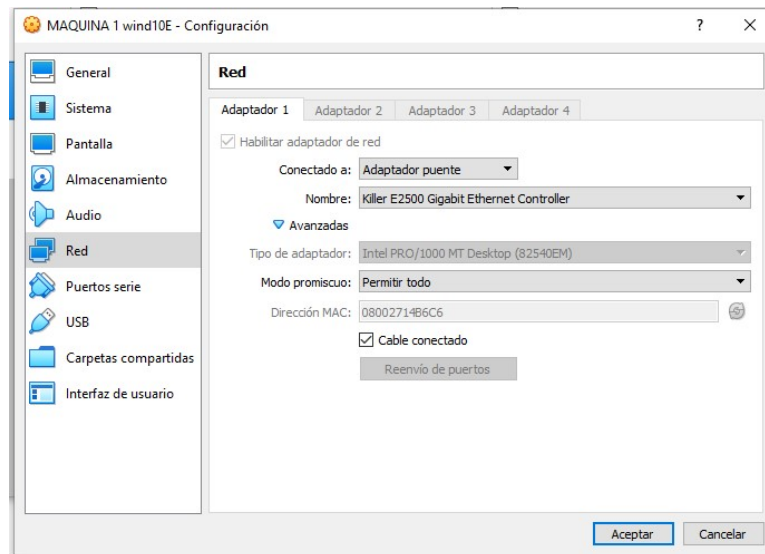 MAQUINA 1 wind10E - Configuración
General
Sistema
Pantalla
Almacenamiento
Audio
Red
Puertos serie
USB
Carpetas compartidas
Interfaz de usuario
Red
Adaptador 1 Adaptador 2 Adaptador 3 Adaptador 4
Habilitar adaptador de red
Conectado a: Adaptador puente
Nombre: Killer E2500 Gigabit Ethernet Controller
Avanzadas
Tipo de adaptador: Intel PRO/1000 MT Desktop (82540EM)
Modo promiscuo: Permitir todo
Dirección MAC: 08002714B6C6
Cable conectado
Reenvío de puertos
Aceptar Cancelar